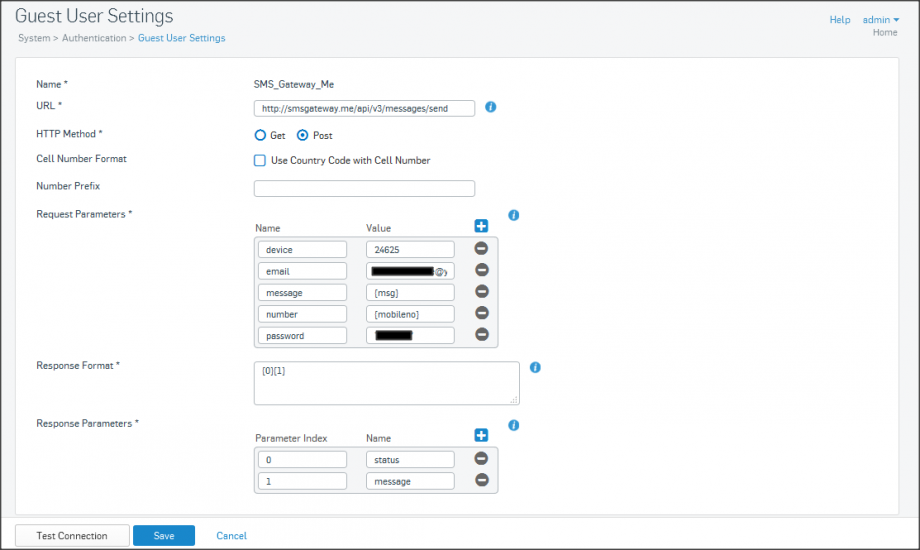 Guest User Settings
Help admin
System > Authentication > Guest User Settings
Home
Name * SMS_Gateway_Me
URL * http://smsgateway.me/api/v3/messages/send
HTTP Method * Get Post
Cell Number Format Use Country Code with Cell Number
Number Prefix
Request Parameters *
Name Value
device 24625
email @y
message [msg]
number [mobileno]
password
Response Format * [0][1]
Response Parameters *
Parameter Index Name
0 status
1 message
Test Connection Save Cancel